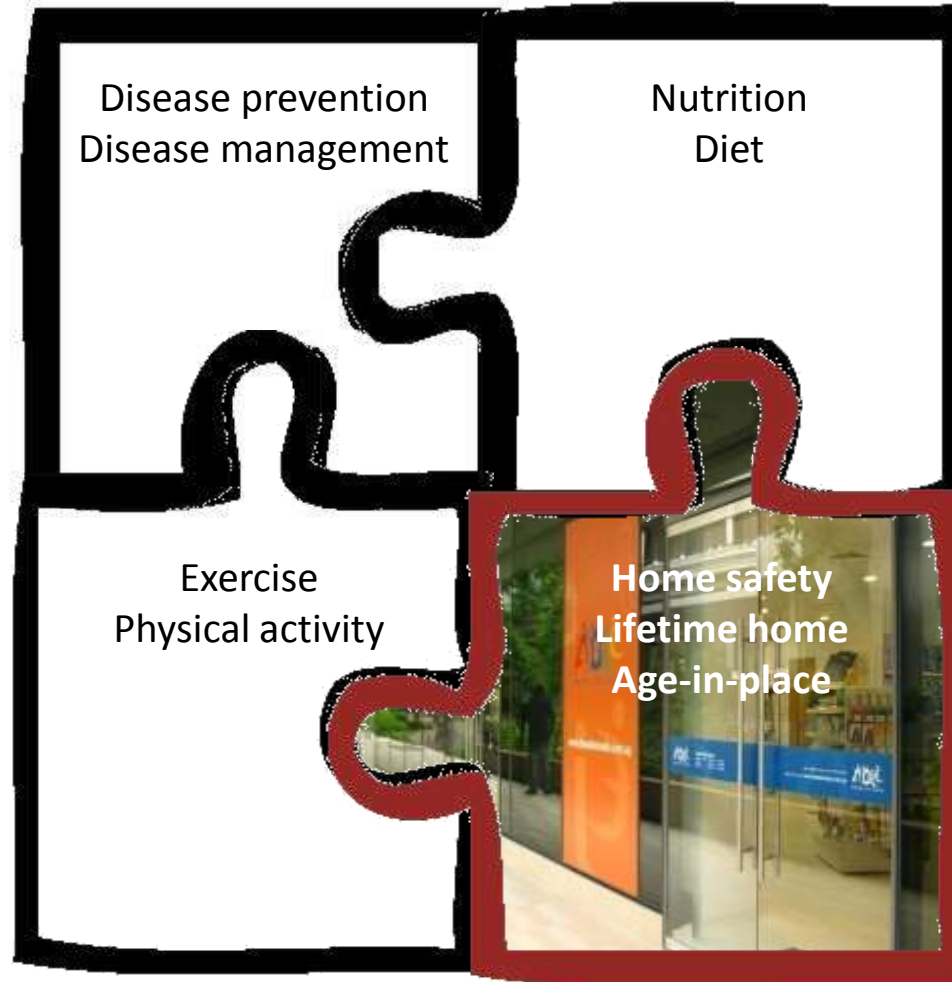 Disease prevention
Disease management
Nutrition
Diet
Exercise
Physical activity
Home safety
Lifetime home
Age-in-place